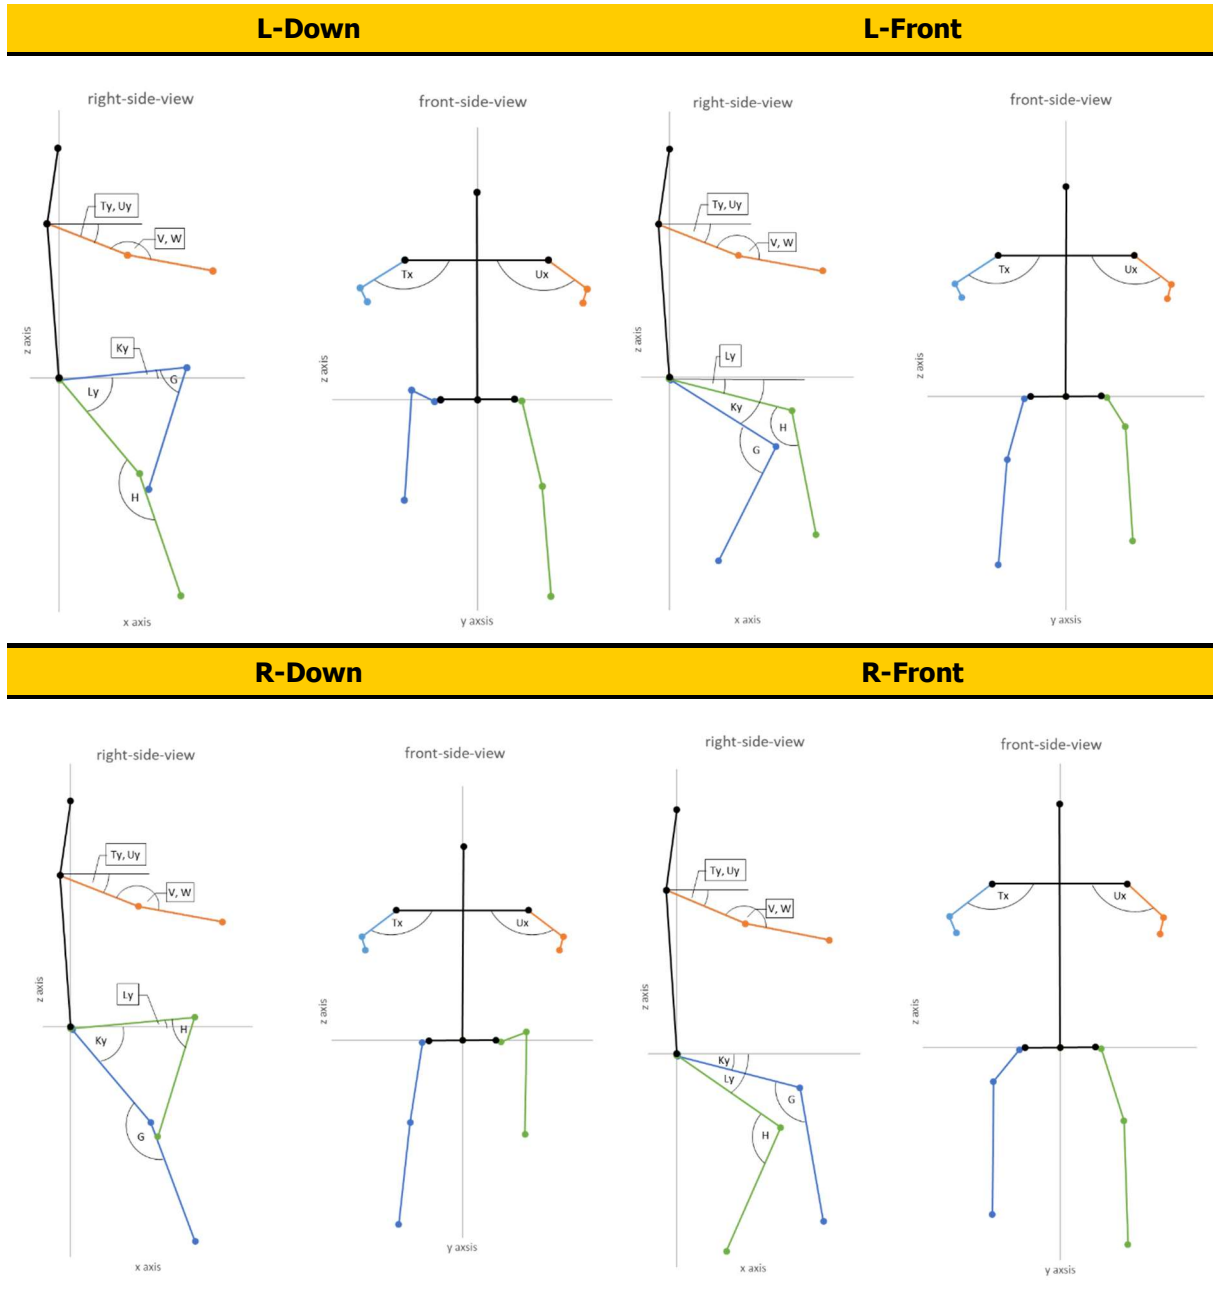 L-Down
L-Front
right-side-view
front-side-view
right-side-view
front-side-view
Ty, Uy
V, W
Tx
Ux
Ty, Uy
V, W
Tx
Ux
z axis
Ky
Ly
G
H
z axis
z axis
Ly
Ky
H
G
z axis
x axis
y axsis
x axis
y axsis
R-Down
R-Front
right-side-view
front-side-view
right-side-view
front-side-view
Ty, Uy
V, W
Tx
Ux
Ty, Uy
V, W
Tx
Ux
z axis
Ly
Ky
H
G
z axis
z axis
Ky
Ly
G
H
z axis
x axis
y axsis
x axis
y axsis